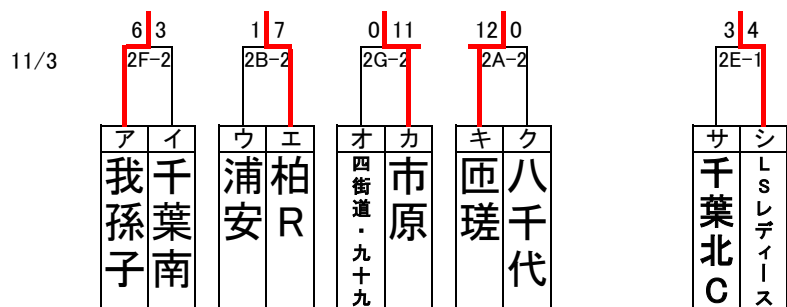 6 3 1 7 0 11 12 0 3 4
11/3 2F-2 2B-2 2G-2 2A-2 2E-1
ア イ ウ エ オ カ キ ク サ シ
我孫子
千葉南
浦安
柏R
四街道・九十九
市原
匝瑳
八千代
千葉北C
LSレディース